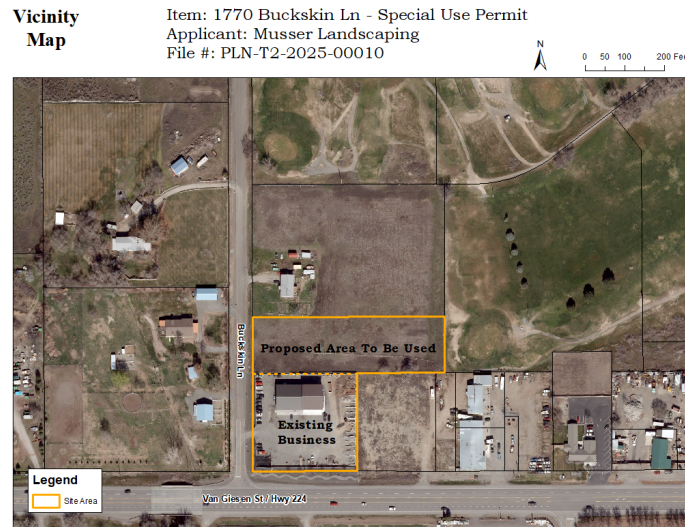 Vicinity
Map
Item: 1770 Buckskin Ln - Special Use Permit
Applicant: Musser Landscaping
File #: PLN-T2-2025-00010
N
0 50 100 200 Fee
Buckskin Ln
Proposed Area To Be Used
Existing
Business
Legend
Site Area
Van Giesen St / Hwy 224